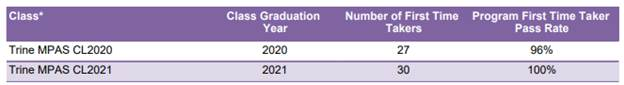 Class* Class Graduation Year Number of First Time Takers Program First Time Taker Pass Rate
Trine MPAS CL2020 2020 27 96%
Trine MPAS CL2021 2021 30 100%